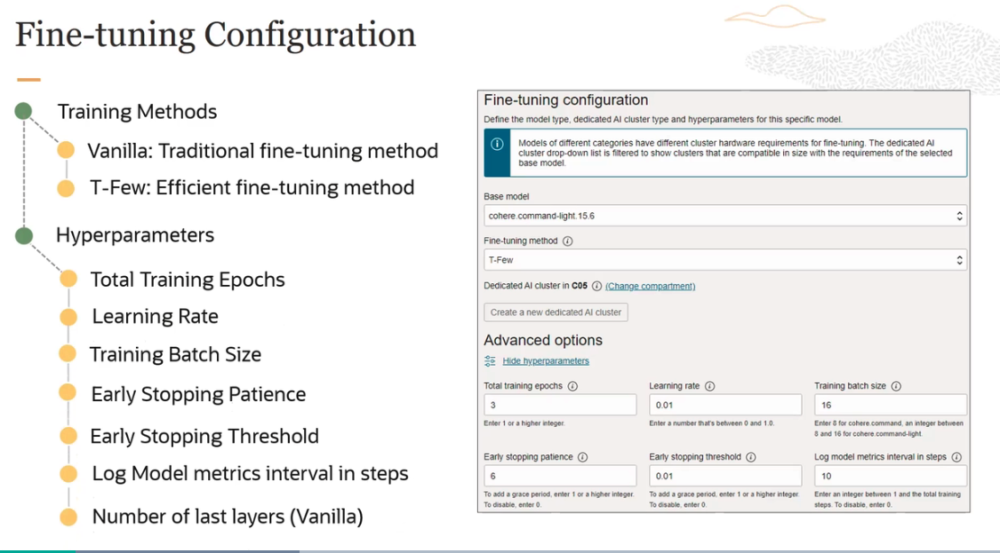 Fine-tuning Configuration
Training Methods
Vanilla: Traditional fine-tuning method
T-Few: Efficient fine-tuning method
Hyperparameters
Total Training Epochs
Learning Rate
Training Batch Size
Early Stopping Patience
Early Stopping Threshold
Log Model metrics interval in steps
Number of last layers (Vanilla)
Fine-tuning configuration
Define the model type, dedicated AI cluster type and hyperparameters for this specific model.
Models of different categories have different cluster hardware requirements for fine-tuning. The dedicated AI
cluster drop-down list is filtered to show clusters that are compatible in size with the requirements of the selected
base model.
Base model
cohere.command-light.15.6
Fine-tuning method
T-Few
Dedicated AI cluster in C05 (Change compartment)
Create a new dedicated AI cluster
Advanced options
Hide hyperparameters
Total training epochs
3
Enter 1 or a higher integer.
Learning rate
0.01
Enter a number that's between 0 and 1.0.
Training batch size
16
Enter 8 for cohere.command, an integer between
8 and 16 for cohere.command-light.
Early stopping patience
6
To add a grace period, enter 1 or a higher integer.
To disable, enter 0.
Early stopping threshold
0.01
To add a grace period, enter 1 or a higher integer.
To disable, enter 0.
Log model metrics interval in steps
10
Enter an integer between 1 and the total training
steps. To disable, enter 0.